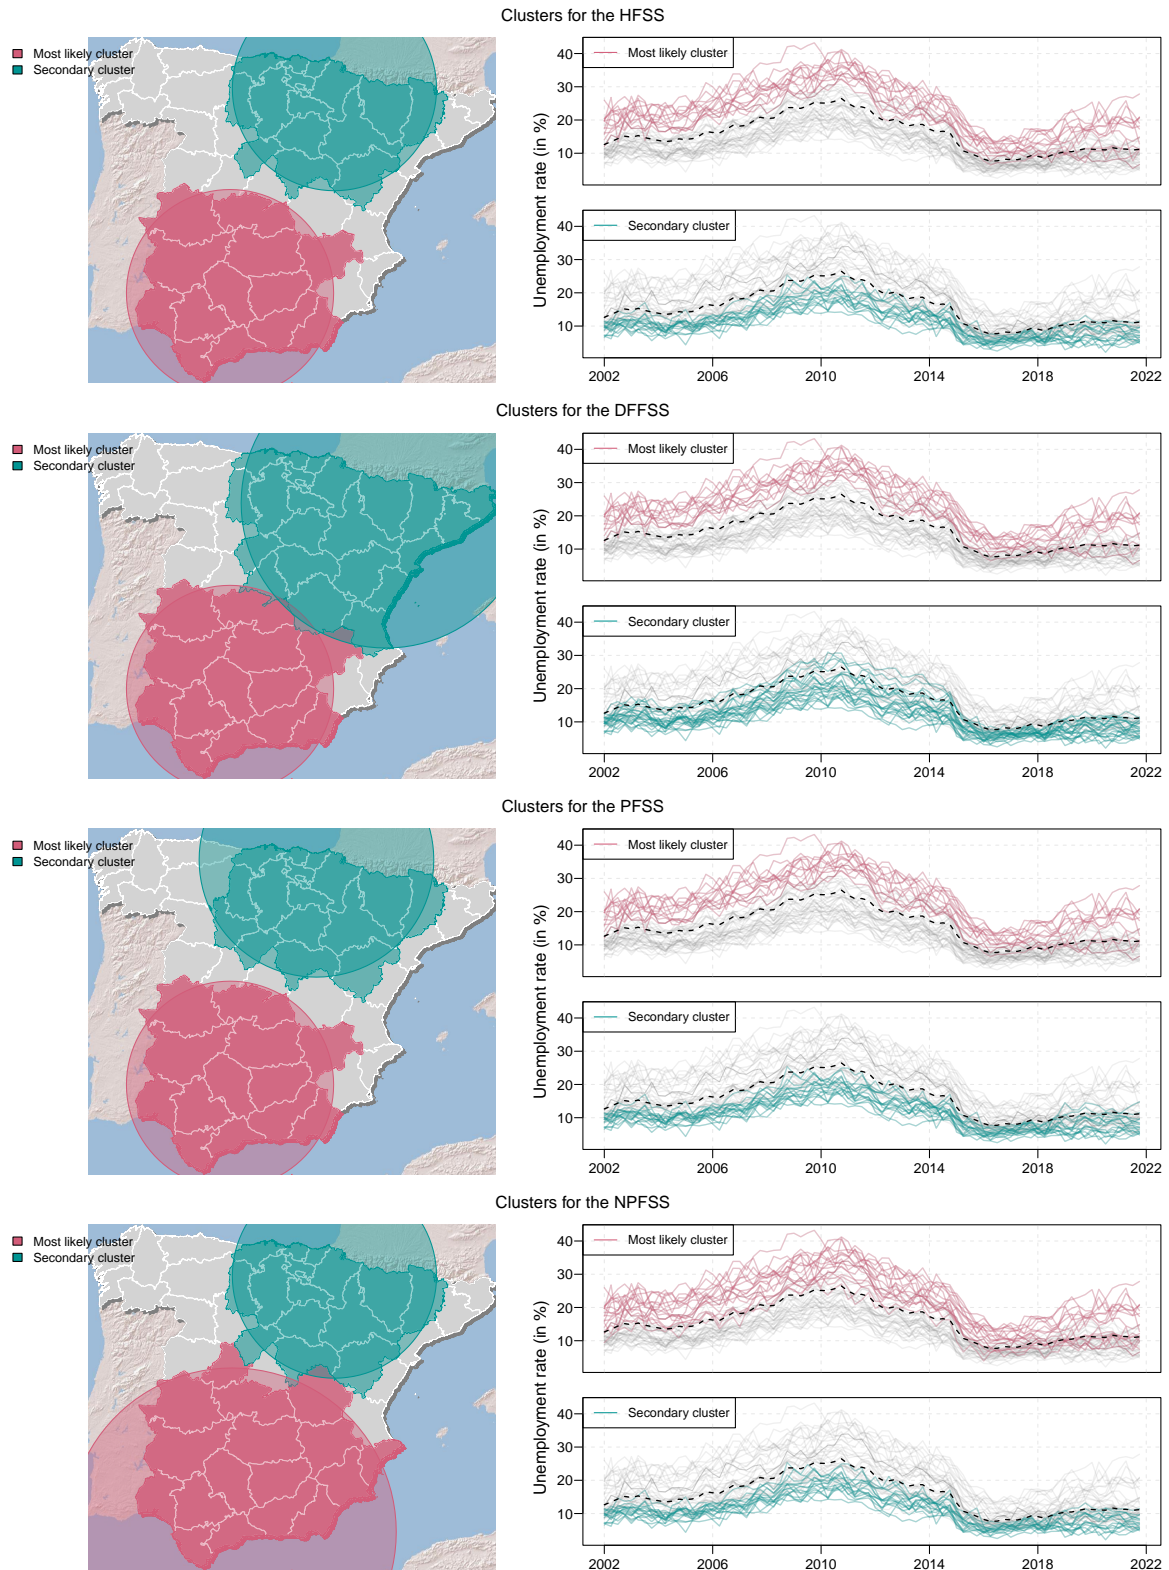 Clusters for the HFSS
Most likely cluster
Secondary cluster
Unemployment rate (in %)
40
30
20
10
Most likely cluster
40
30
20
10
Secondary cluster
2002 2006 2010 2014 2018 2022
Clusters for the DFFSS
Most likely cluster
Secondary cluster
Unemployment rate (in %)
40
30
20
10
Most likely cluster
40
30
20
10
Secondary cluster
2002 2006 2010 2014 2018 2022
Clusters for the PFSS
Most likely cluster
Secondary cluster
Unemployment rate (in %)
40
30
20
10
Most likely cluster
40
30
20
10
Secondary cluster
2002 2006 2010 2014 2018 2022
Clusters for the NPFSS
Most likely cluster
Secondary cluster
Unemployment rate (in %)
40
30
20
10
Most likely cluster
40
30
20
10
Secondary cluster
2002 2006 2010 2014 2018 2022